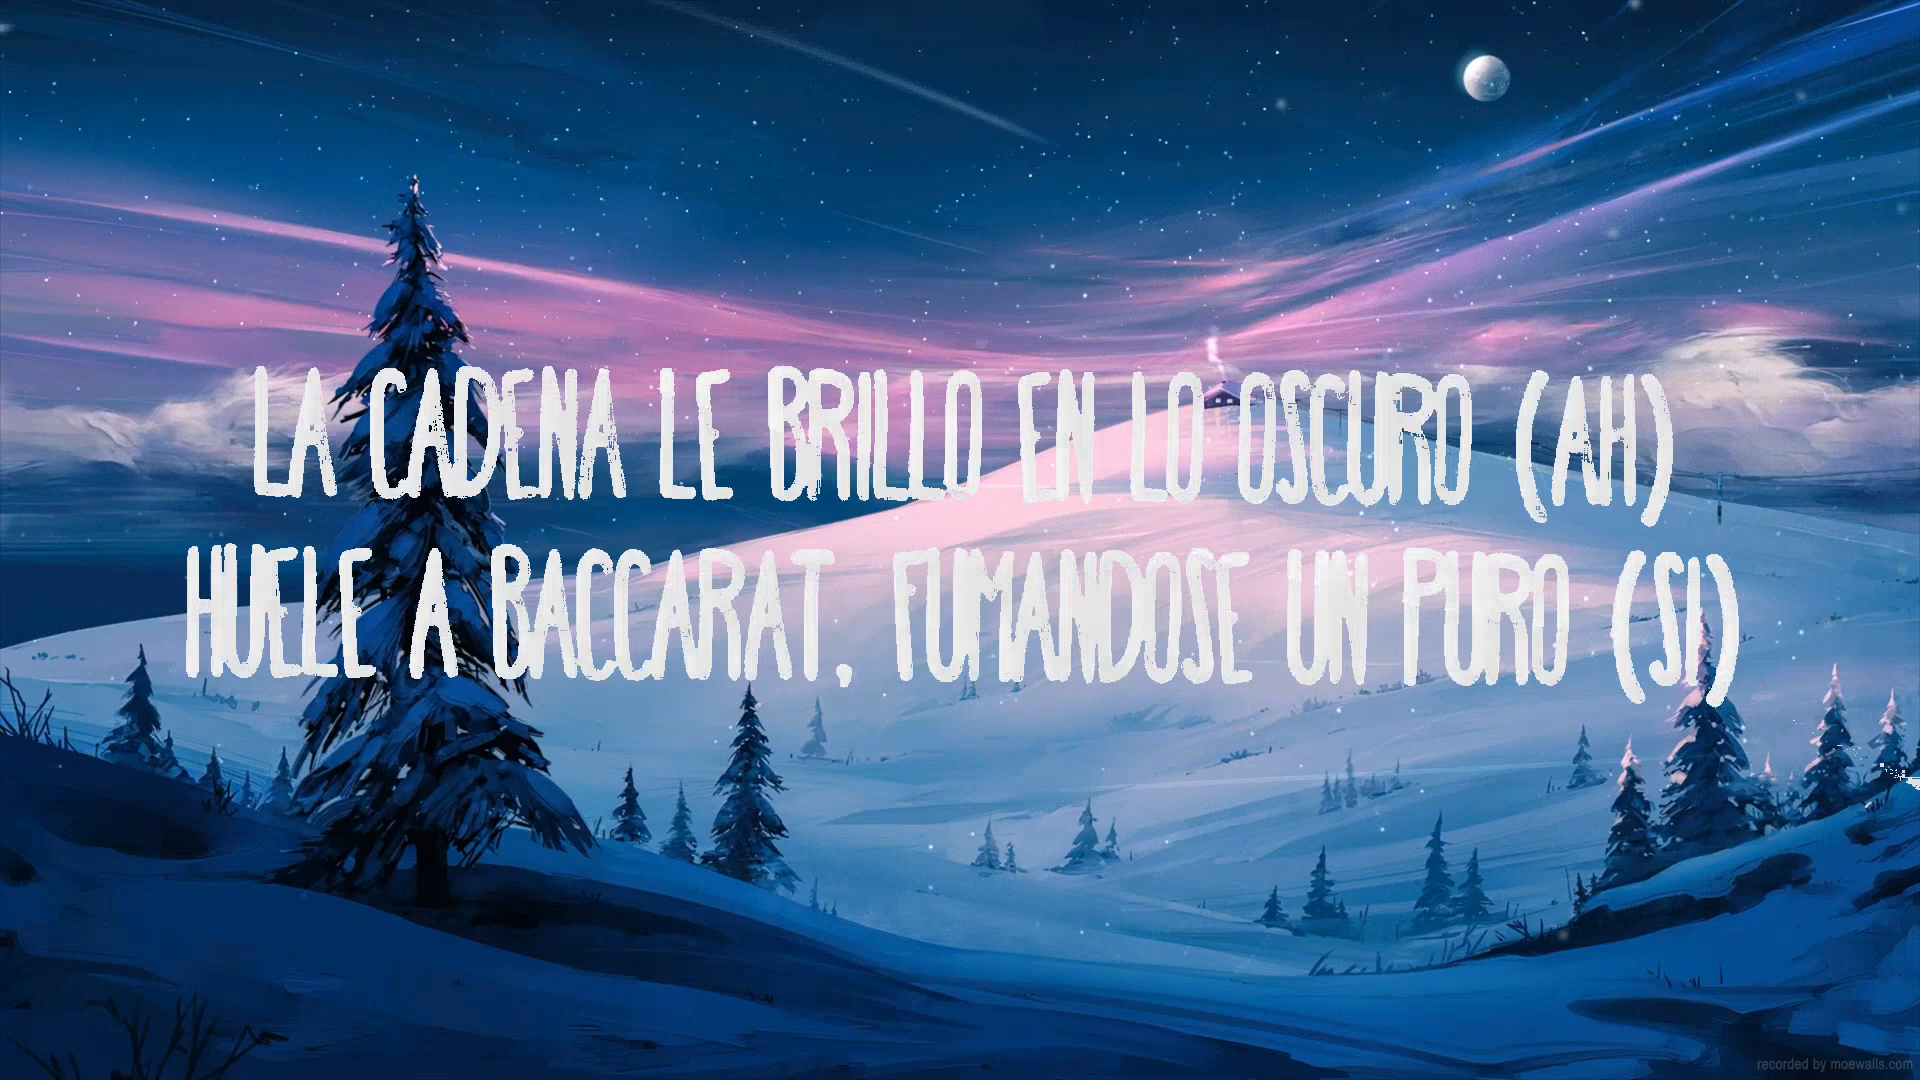 LA CADENA LE BRILLO EN LO OSCURO (AH)
HUELE A BACCARAT, FUMANDOSE UN PURO (SI)
recorded by moewalls.com